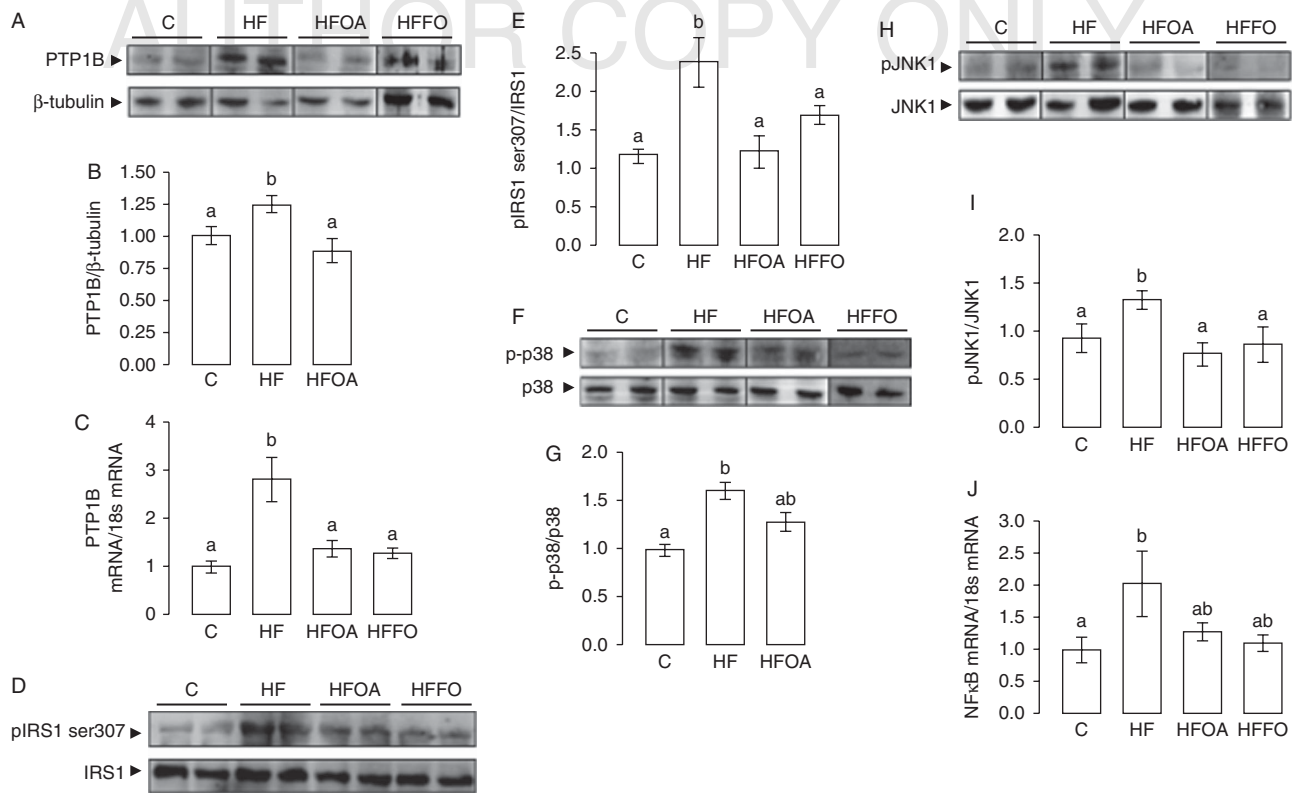 AUTHOR COPY ONLY
A
C HF HFOA HFFO
PTP1B
β-tubulin
B
PTP1B/β-tubulin
1.50
1.25
1.00
0.75
0.50
0.25
0.00
a b a
C HF HFOA
C
PTP1B
mRNA/18s mRNA
4
3
2
1
0
a b a a
C HF HFOA HFFO
D
C HF HFOA HFFO
pIRS1 ser307
IRS1
E
pIRS1 ser307/IRS1
2.5
2.0
1.5
1.0
0.5
0.0
a b a a
C HF HFOA HFFO
F
C HF HFOA HFFO
p-p38
p38
G
p-p38/p38
2.0
1.5
1.0
0.5
0.0
a b ab
C HF HFOA
H
C HF HFOA HFFO
pJNK1
JNK1
I
pJNK1/JNK1
2.0
1.5
1.0
0.5
0.0
a b a a
C HF HFOA HFFO
J
NFκB mRNA/18s mRNA
3.0
2.5
2.0
1.5
1.0
0.5
0.0
a b ab ab
C HF HFOA HFFO